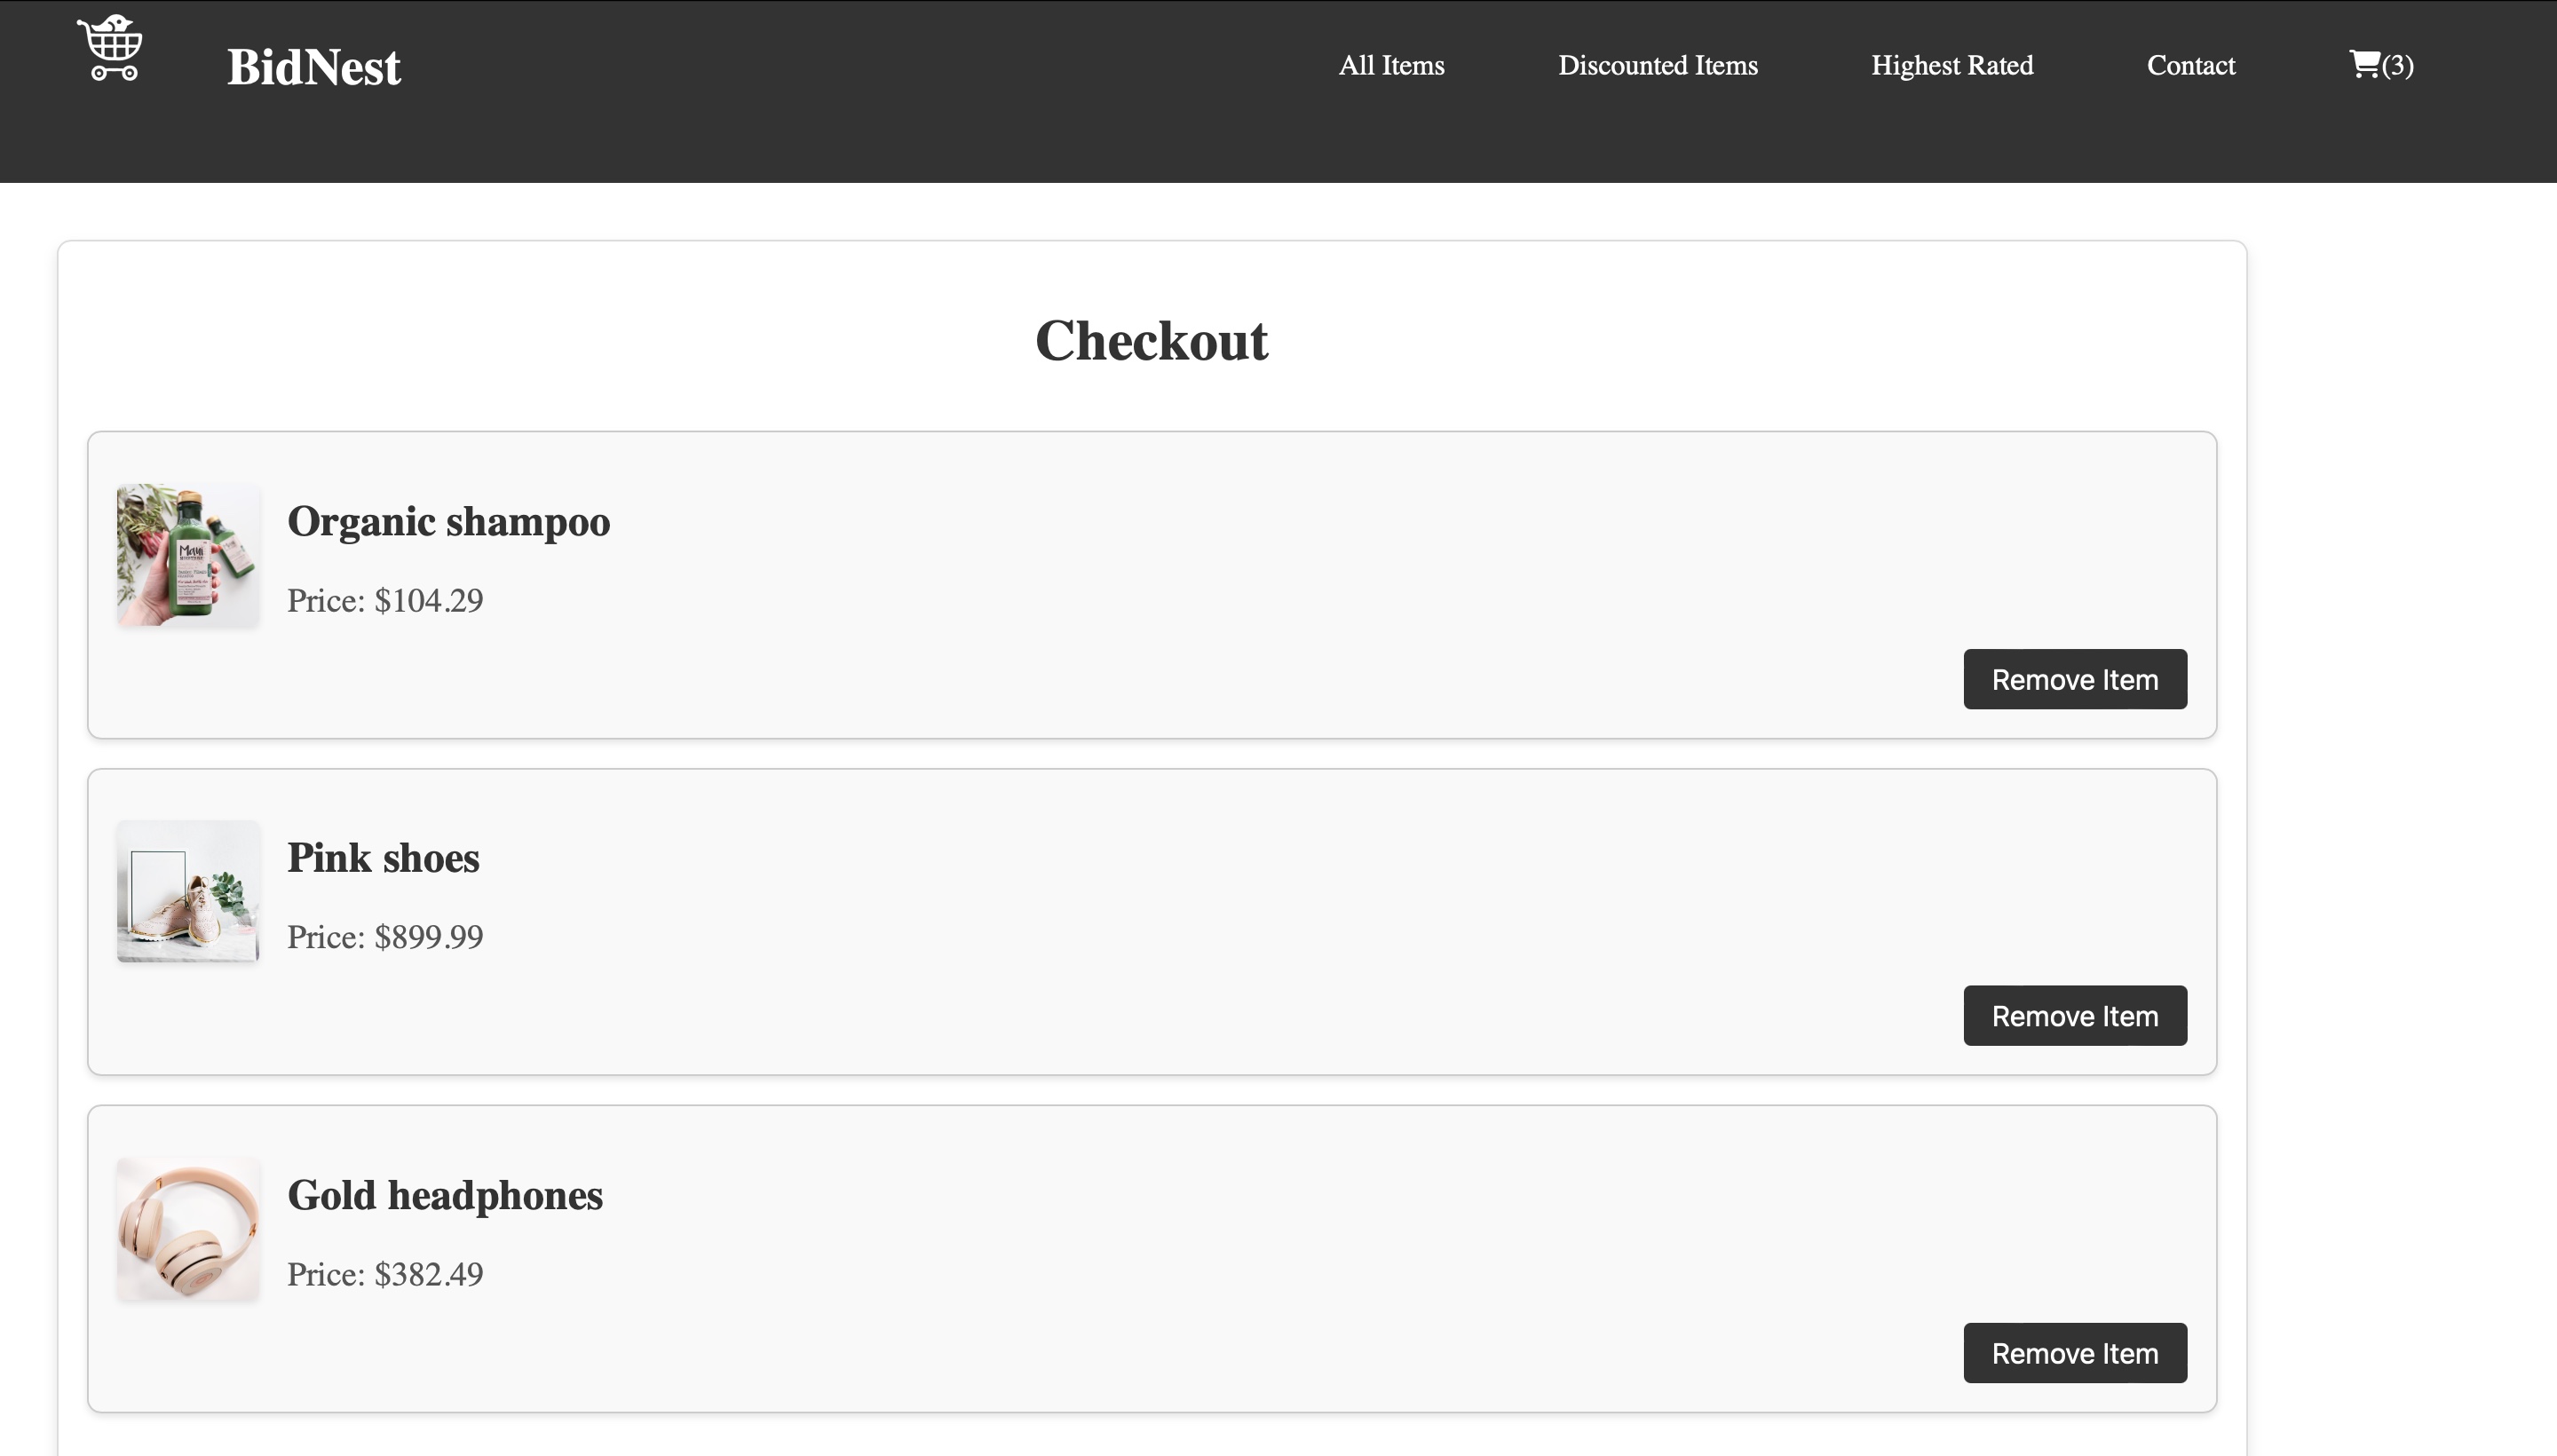 BidNest
All Items
Discounted Items
Highest Rated
Contact
(3)
Checkout
Organic shampoo
Price: $104.29
Remove Item
Maui
Pink shoes
Price: $899.99
Remove Item
Gold headphones
Price: $382.49
Remove Item